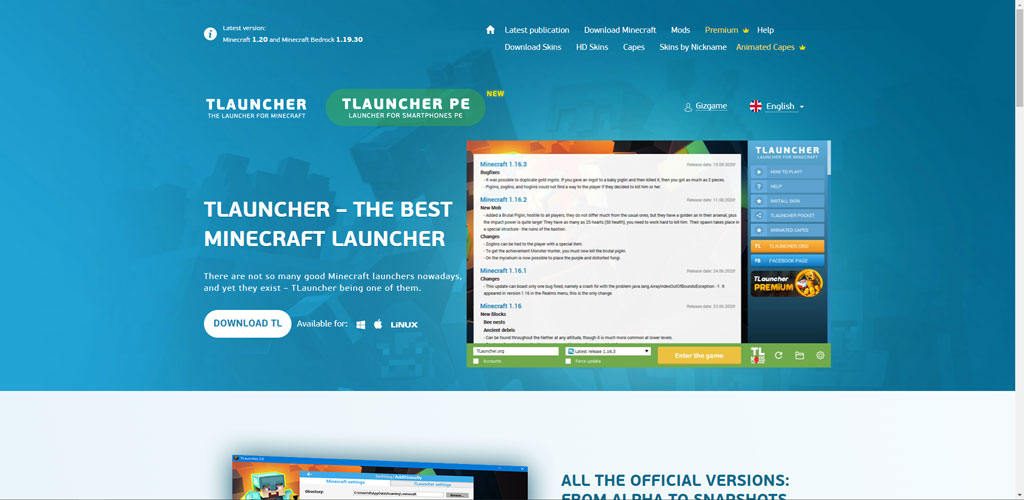 Latest version:
Minecraft 1.20 and Minecraft Bedrock 1.19.30
Latest publication Download Minecraft Mods Premium Help
Download Skins HD Skins Capes Skins by Nickname Animated Capes
TLAUNCHER
THE LAUNCHER FOR MINECRAFT
TLAUNCHER PE
LAUNCHER FOR SMARTPHONES PE
NEW
Gizgame
English
TLAUNCHER – THE BEST
MINECRAFT LAUNCHER
There are not so many good Minecraft launchers nowadays,
and yet they exist – TLauncher being one of them.
DOWNLOAD TL
Available for:
LiNUX
Minecraft 1.16.3 Release date: 10.09.2020
Bugfixes
- It was possible to duplicate gold ingots. If you gave an ingot to a baby piglin and then killed it, then you got as much as 2 pieces.
- Piglins, zoglins, and hoglins could not find a way to the player if they decided to kill him or her.
Minecraft 1.16.2 Release date: 11.08.2020
New Mob
- Added a Brutal Piglin, hostile to all players, they do not differ much from the usual ones, but they have a golden ax in their arsenal, plus
the impact power is quite large! They have as many as 25 hearts (50 health), you need to work hard to kill him. Their spawn takes place in
a special structure - the ruins of the bastion.
Changes
- Zoglins can be tied to the player with a special item.
- To get the achievement Monster Hunter, you must now kill the brutal piglin.
- On the mycelium is now possible to place the purple and distorted fungi.
Minecraft 1.16.1 Release date: 24.06.2020
Changes
- This update can boast only one bug fixed, namely a crash fix with the problem java.lang.ArrayIndexOutOfBoundsException: -1. It
appeared in version 1.16 in the Realms menu, this is the only change.
Minecraft 1.16 Release date: 23.06.2020
New Blocks
Bee nests
Ancient debris
- Can be found throughout the Nether at any altitude, though it is much more common at lower levels.
TLAUNCHER
LAUNCHER FOR MINECRAFT
HOW TO PLAY?
HELP
INSTALL SKIN
TLAUNCHER POCKET
ANIMATED CAPES
TL TLAUNCHER.ORG
FB FACEBOOK PAGE
TLauncher
PREMIUM
TLauncher.org
Accounts
Latest release 1.16.3
Force update
Enter the game
TL
TLauncher 2.8
Minecraft settings
TLauncher settings
Directory:
Browse...
ALL THE OFFICIAL VERSIONS:
FROM ALPHA TO SNAPSHOTS